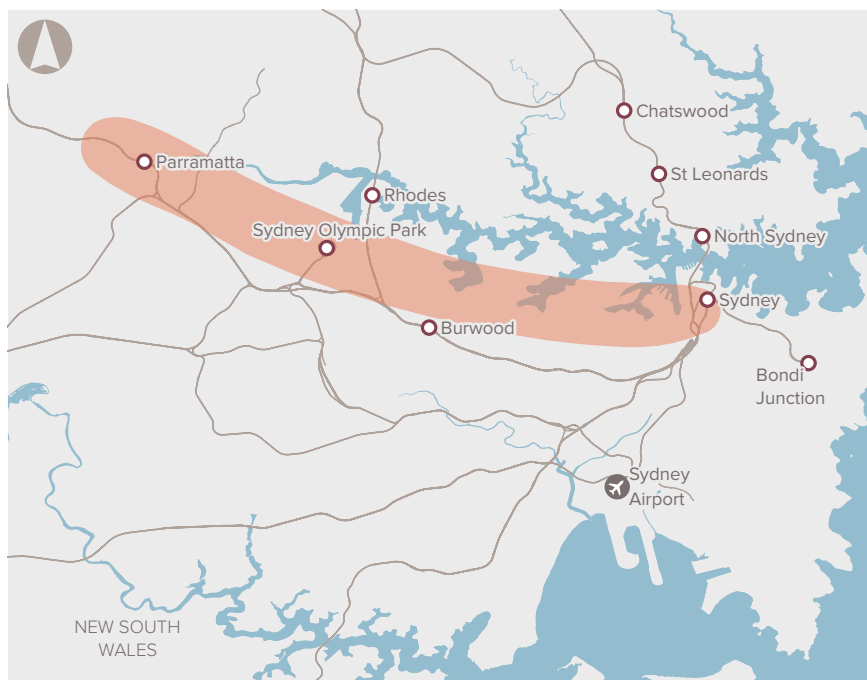 Chatswood
Parramatta
St Leonards
Rhodes
Sydney Olympic Park
North Sydney
Sydney
Burwood
Bondi
Junction
Sydney
Airport
NEW SOUTH
WALES